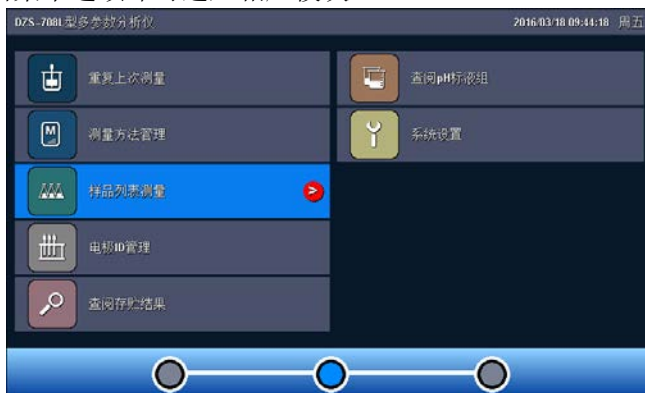 DZS-708L型多参数分析仪 2016/03/18 09:44:18 周五
重复上次测量
查阅pH标液组
测量方法管理
M
系统设置
样品列表测量
电极ID管理
查阅存贮结果